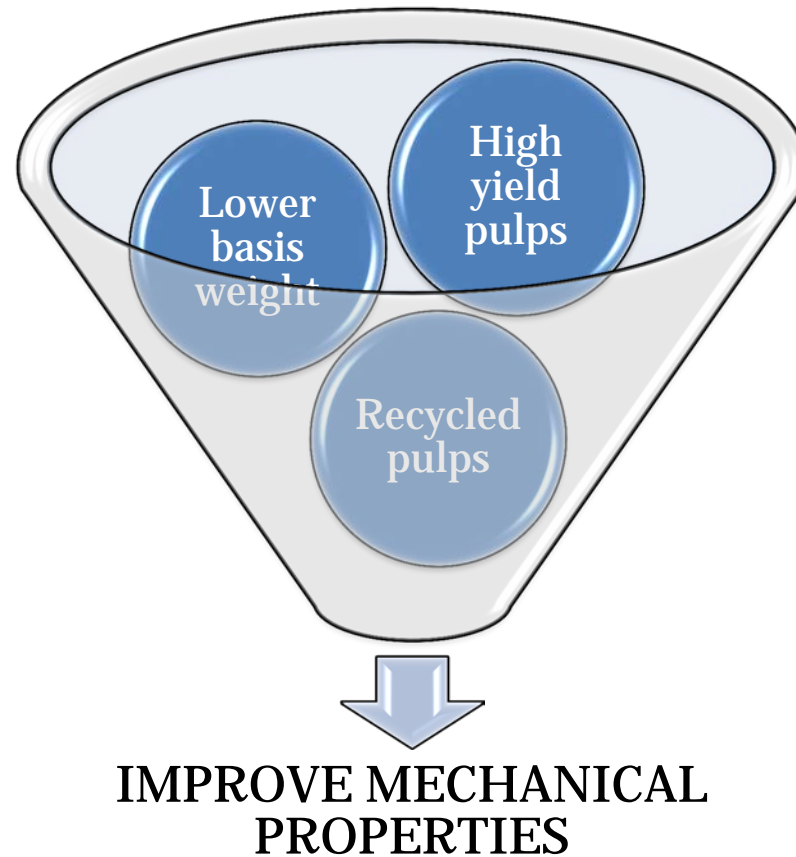 High
yield
pulps
Lower
basis
weight
Recycled
pulps
IMPROVE MECHANICAL
PROPERTIES